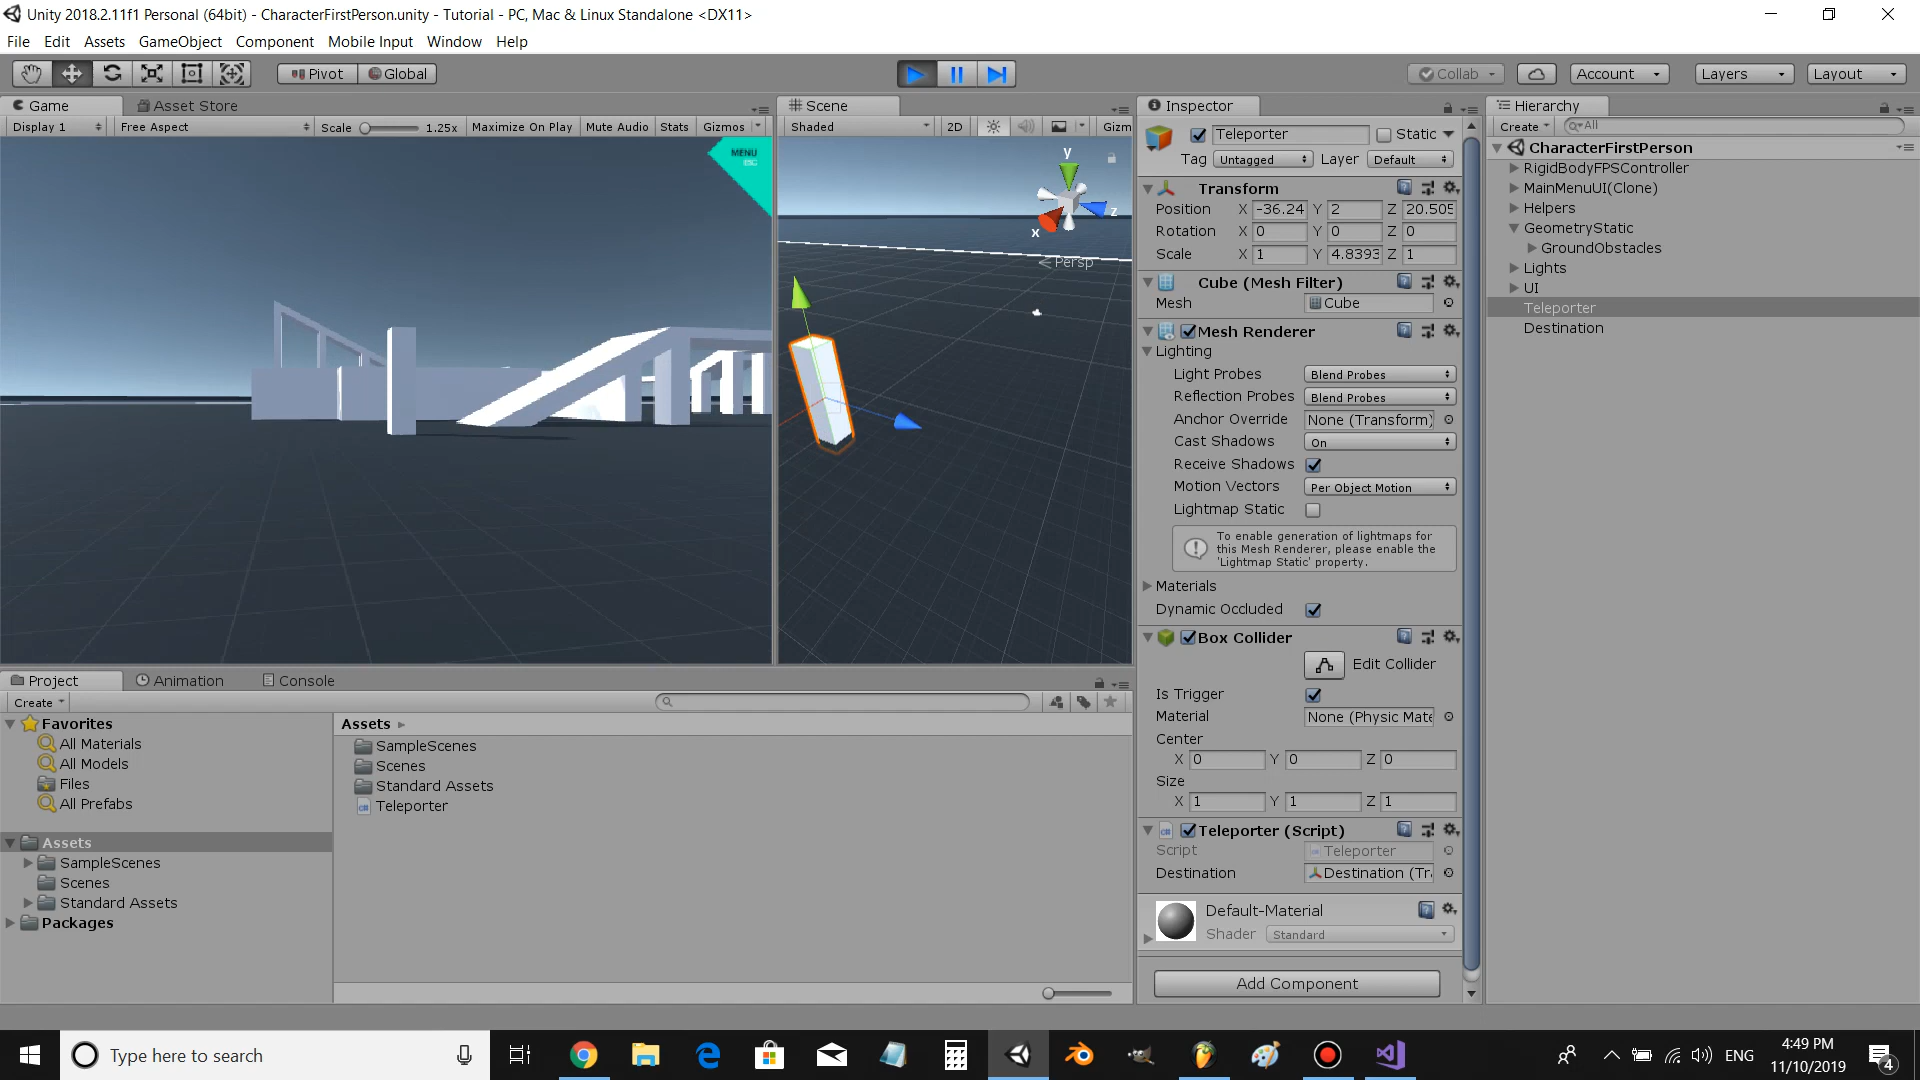 Unity 2018.2.11f1 Personal (64bit) - CharacterFirstPerson.unity - Tutorial - PC, Mac & Linux Standalone <DX11>
File Edit Assets GameObject Component Mobile Input Window Help
Pivot Global Collab Account Layers Layout
Game Asset Store
Display 1 Free Aspect Scale 1.25x Maximize On Play Mute Audio Stats Gizmos
MENU
Scene
Shaded 2D Gizm
y
z
x
Persp
Inspector
Teleporter Static
Tag Untagged Layer Default
Transform
Position X -36.24 Y 2 Z 20.505
Rotation X 0 Y 0 Z 0
Scale X 1 Y 4.8393 Z 1
Cube (Mesh Filter)
Mesh Cube
Mesh Renderer
Lighting
Light Probes Blend Probes
Reflection Probes Blend Probes
Anchor Override None (Transform)
Cast Shadows On
Receive Shadows
Motion Vectors Per Object Motion
Lightmap Static
To enable generation of lightmaps for
this Mesh Renderer, please enable the
'Lightmap Static' property.
Materials
Dynamic Occluded
Box Collider
Edit Collider
Is Trigger
Material None (Physic Mate
Center
X 0 Y 0 Z 0
Size
X 1 Y 1 Z 1
Teleporter (Script)
Script Teleporter
Destination Destination (Tr
Default-Material
Shader Standard
Add Component
Hierarchy
Create All
CharacterFirstPerson
RigidBodyFPSController
MainMenuUI(Clone)
Helpers
GeometryStatic
GroundObstacles
Lights
UI
Teleporter
Destination
Project Animation Console
Create
Favorites
All Materials
All Models
Files
All Prefabs
Assets
SampleScenes
Scenes
Standard Assets
Packages
Assets
SampleScenes
Scenes
Standard Assets
Teleporter
Type here to search
ENG
4:49 PM
11/10/2019
4